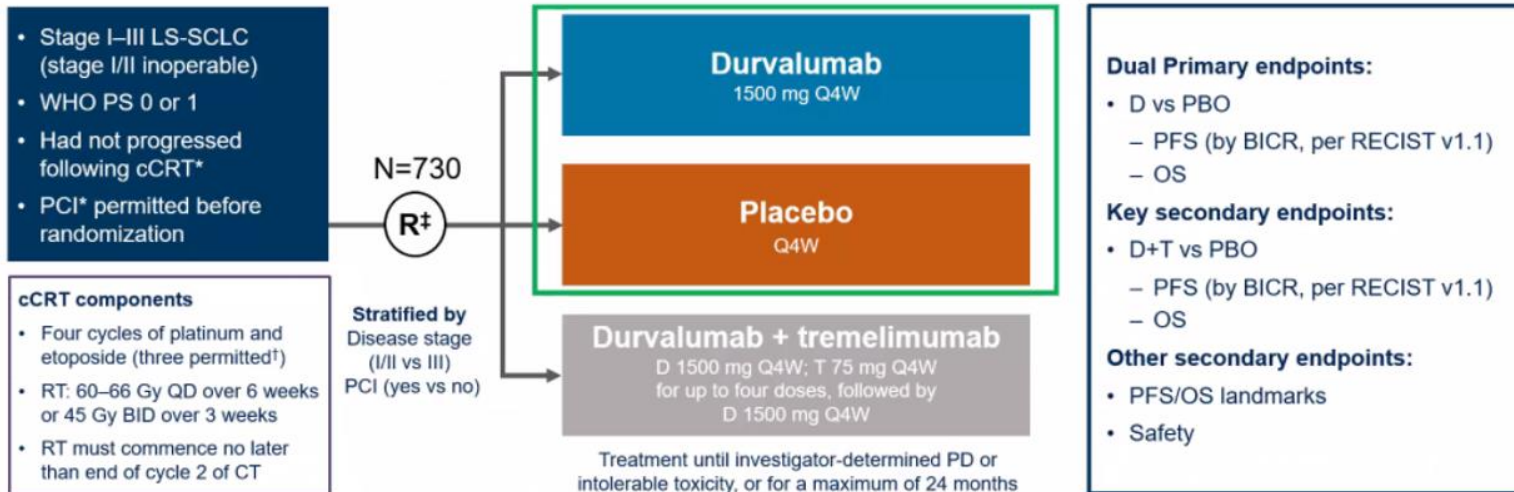 • Stage I–III LS-SCLC
(stage I/II inoperable)
• WHO PS 0 or 1
• Had not progressed
following cCRT*
• PCI* permitted before
randomization
cCRT components
• Four cycles of platinum and
etoposide (three permitted†)
• RT: 60–66 Gy QD over 6 weeks
or 45 Gy BID over 3 weeks
• RT must commence no later
than end of cycle 2 of CT
N=730
R‡
Stratified by
Disease stage
(I/II vs III)
PCI (yes vs no)
Durvalumab
1500 mg Q4W
Placebo
Q4W
Durvalumab + tremelimumab
D 1500 mg Q4W; T 75 mg Q4W
for up to four doses, followed by
D 1500 mg Q4W
Treatment until investigator-determined PD or
intolerable toxicity, or for a maximum of 24 months
Dual Primary endpoints:
• D vs PBO
– PFS (by BICR, per RECIST v1.1)
– OS
Key secondary endpoints:
• D+T vs PBO
– PFS (by BICR, per RECIST v1.1)
– OS
Other secondary endpoints:
• PFS/OS landmarks
• Safety